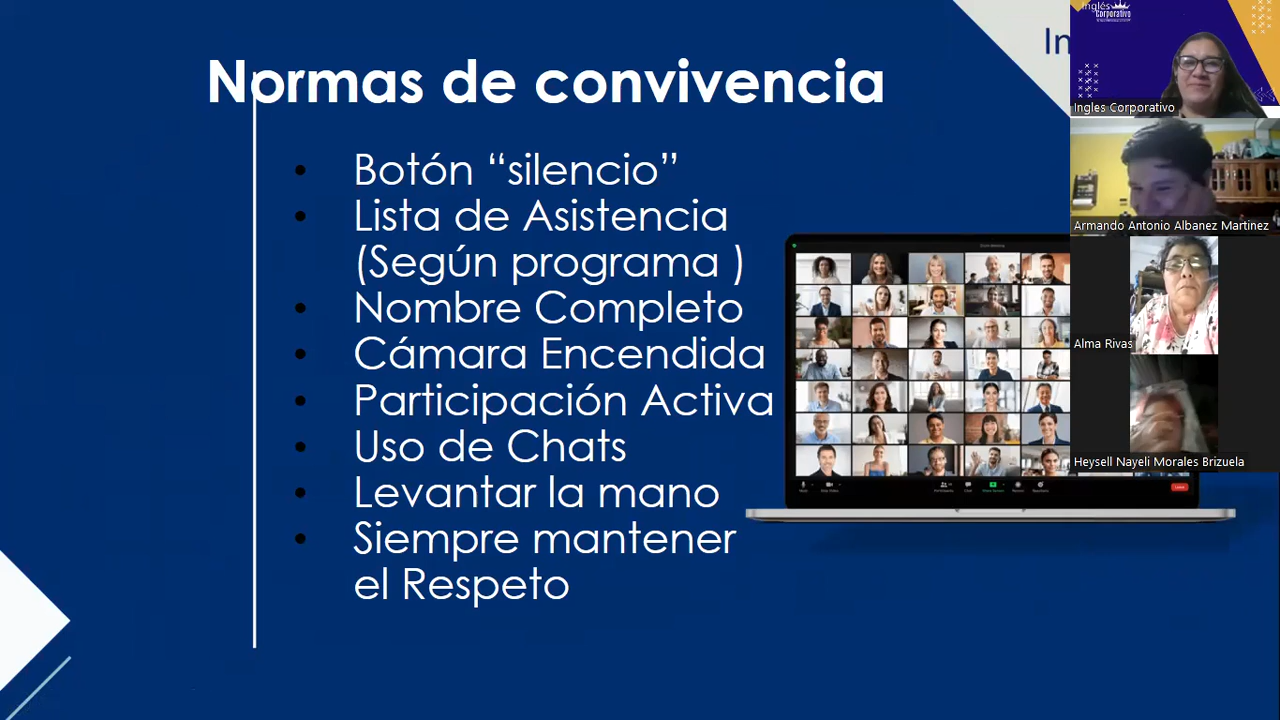 Normas de convivencia
• Botón “silencio”
• Lista de Asistencia
(Según programa )
• Nombre Completo
• Cámara Encendida
• Participación Activa
• Uso de Chats
• Levantar la mano
• Siempre mantener
el Respeto
Inglés
corporativo
Ingles Corporativo
Armando Antonio Albanez Martinez
Alma Rivas
Heysell Nayeli Morales Brizuela